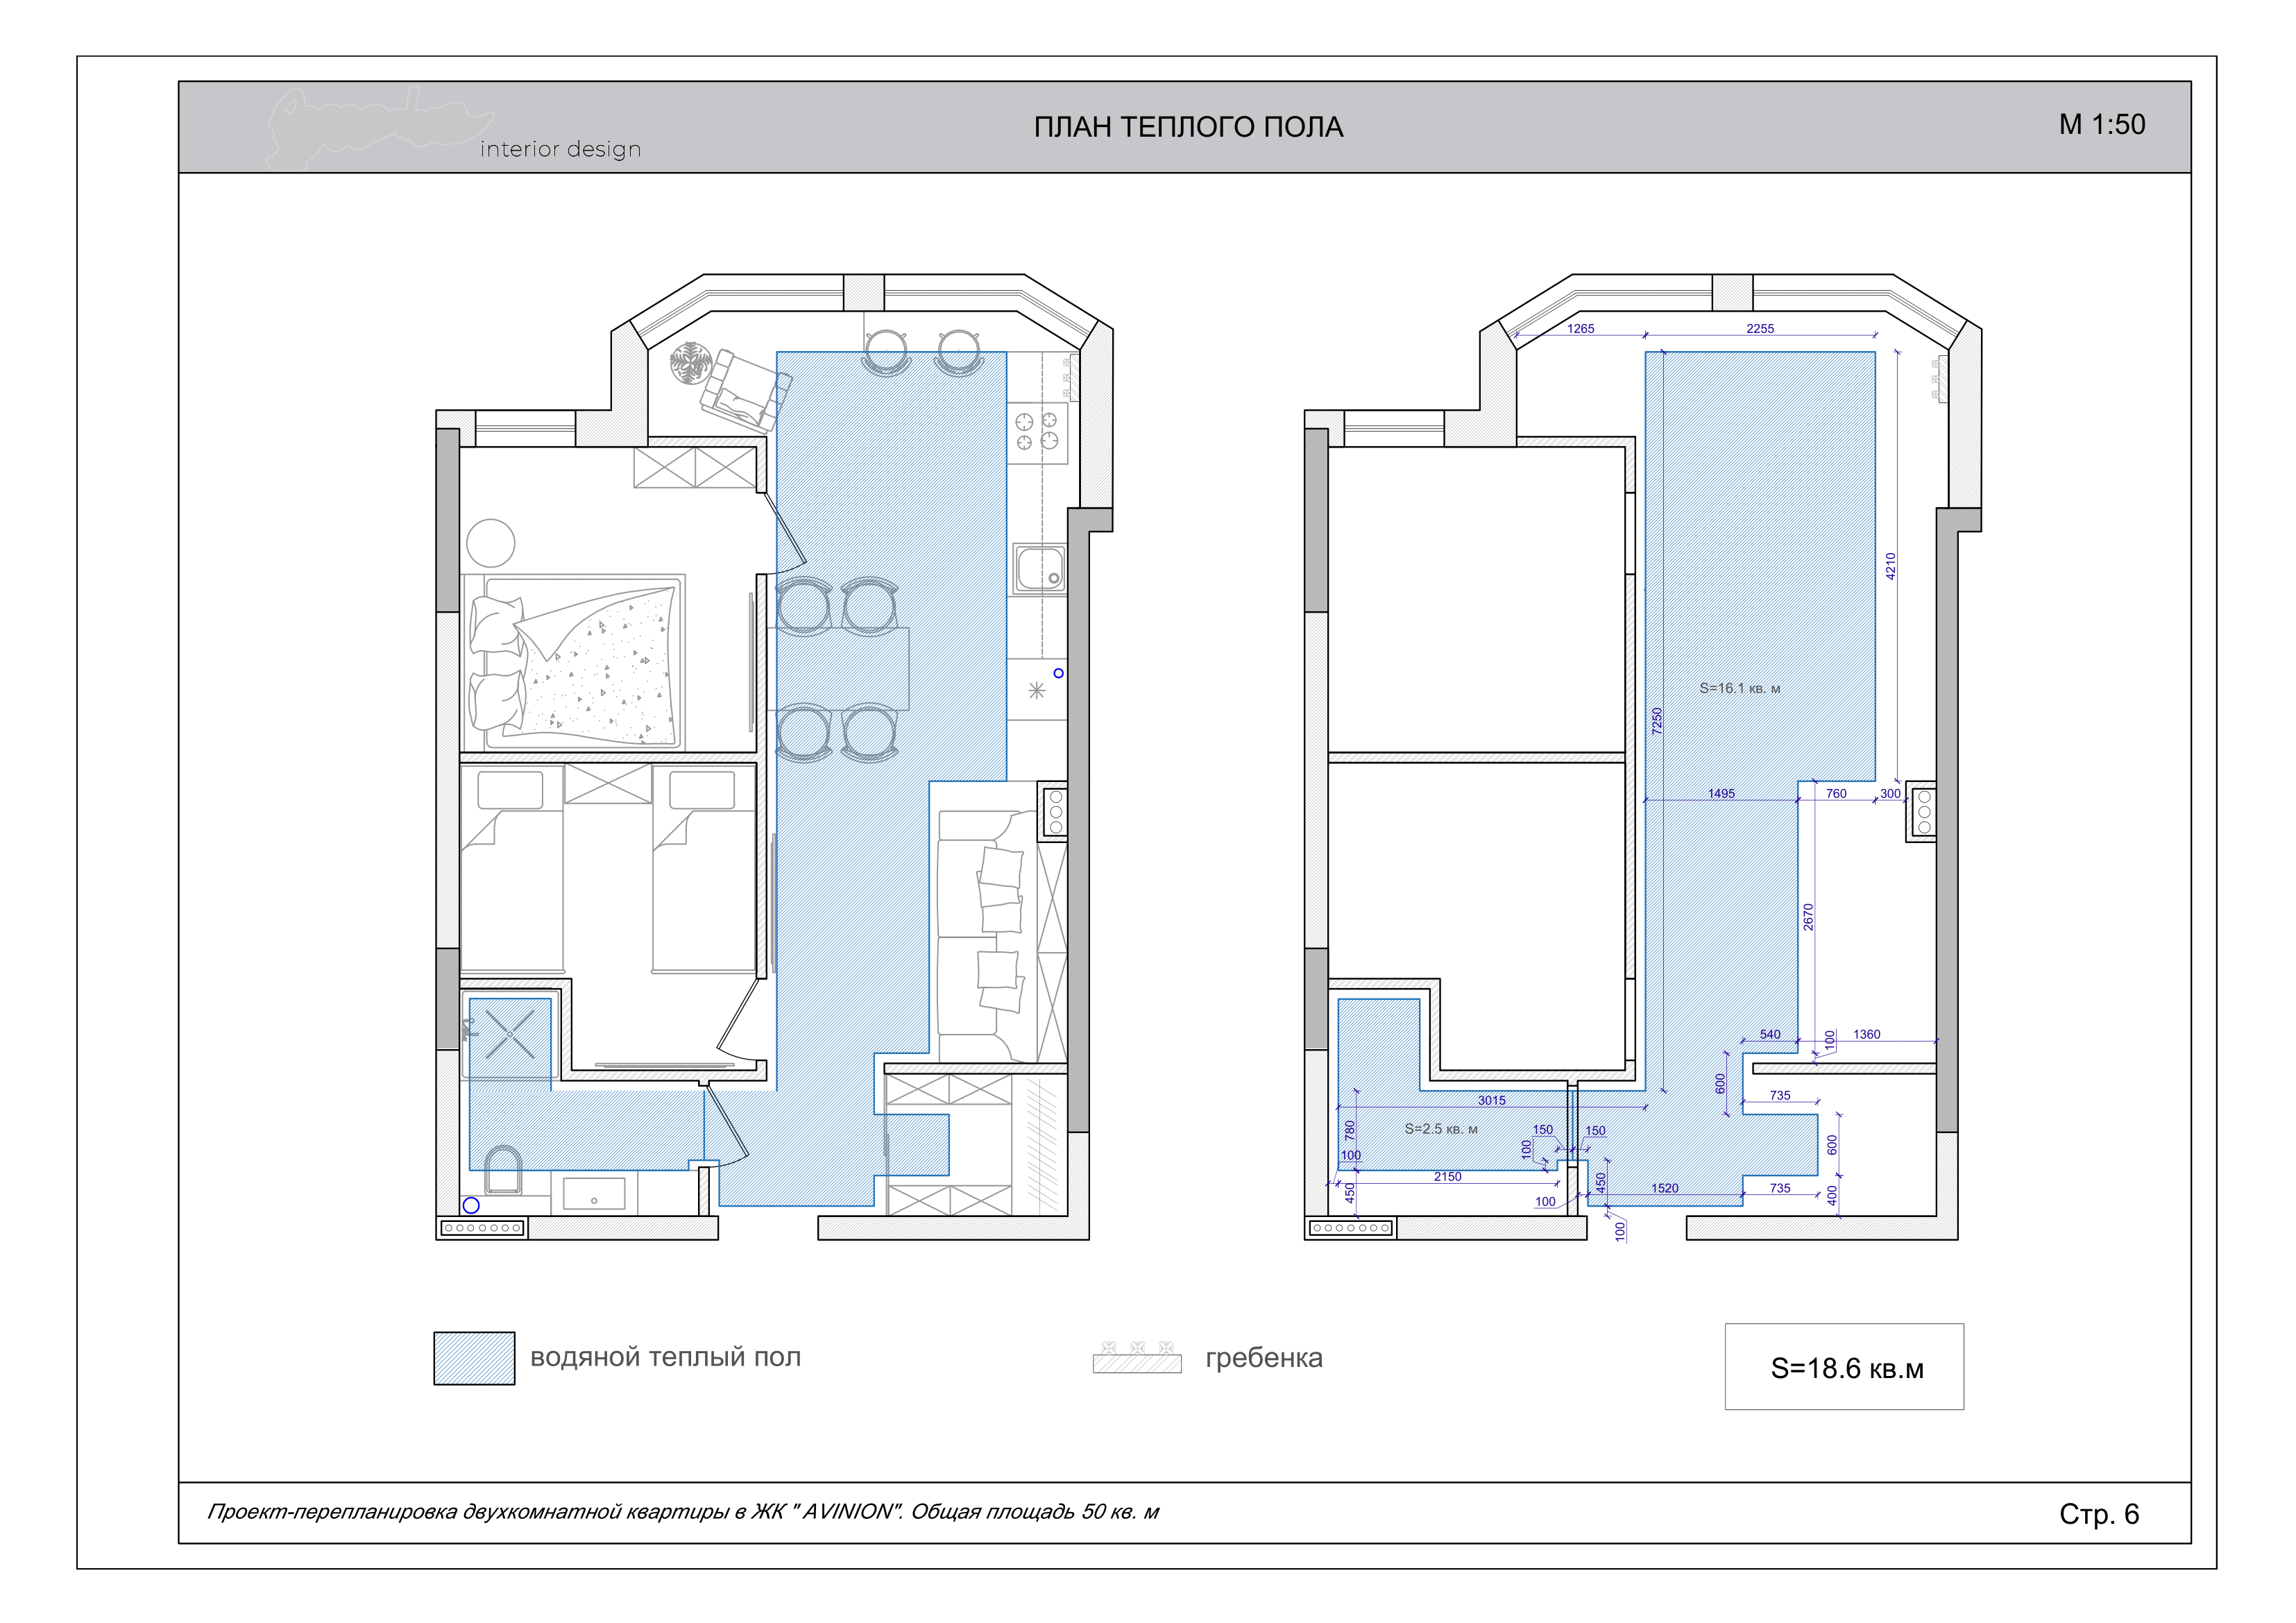 interior design
ПЛАН ТЕПЛОГО ПОЛА
М 1:50
1265
2255
4210
S=16.1 кв. м
7250
1495
760
300
2670
540
100
1360
600
735
3015
780
S=2.5 кв. м
150
150
100
600
100
2150
450
450
1520
735
400
100
100
водяной теплый пол
гребенка
S=18.6 кв.м
Проект-перепланировка двухкомнатной квартиры в ЖК " AVINION". Общая площадь 50 кв. м
Стр. 6